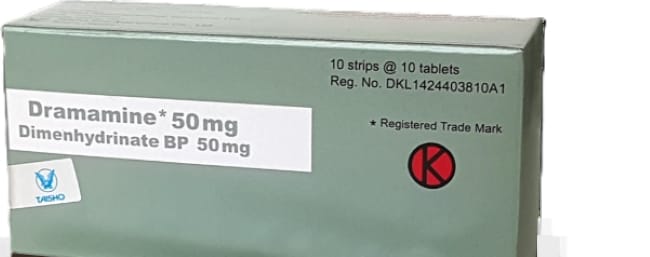 10 strips @ 10 tablets
Reg. No. DKL1424403810A1
Dramamine* 50 mg
Dimenhydrinate BP 50 mg
* Registered Trade Mark
K
TAISHO